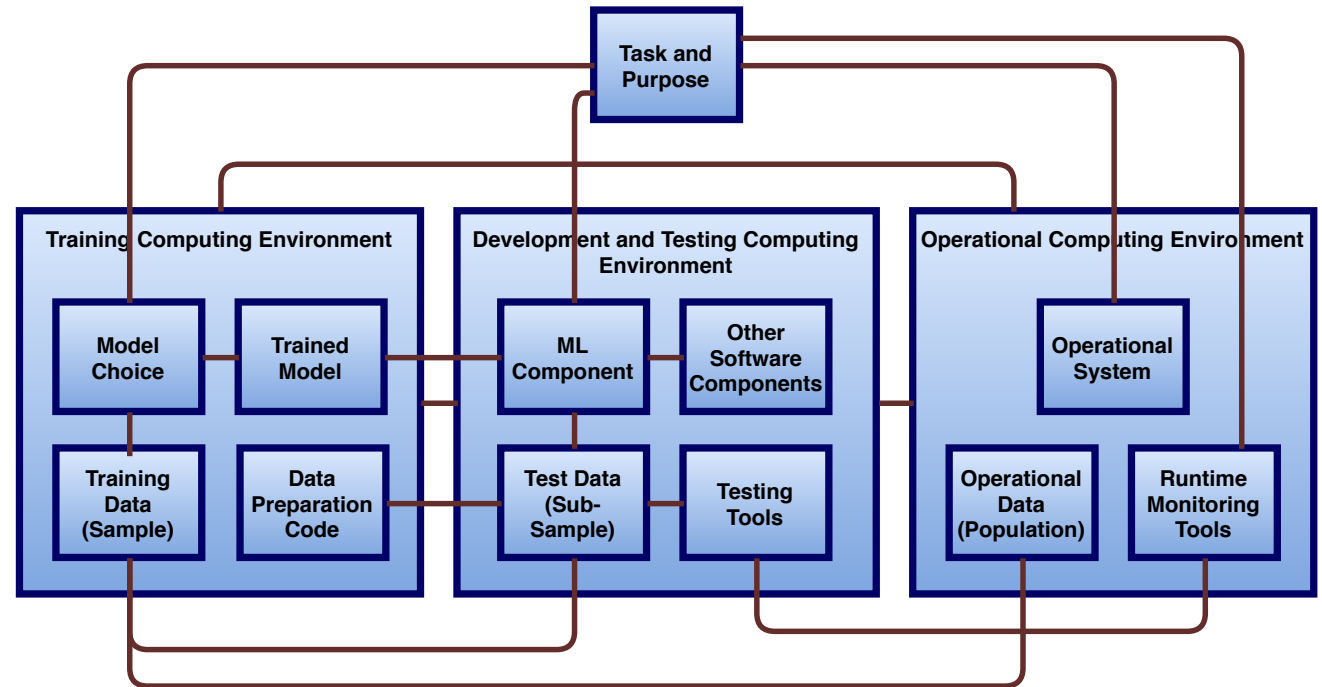 Task and
Purpose
Training Computing Environment
Development and Testing Computing
Environment
Operational Computing Environment
Model
Choice
Trained
Model
ML
Component
Other
Software
Components
Operational
System
Training
Data
(Sample)
Data
Preparation
Code
Test Data
(Sub-
Sample)
Testing
Tools
Operational
Data
(Population)
Runtime
Monitoring
Tools